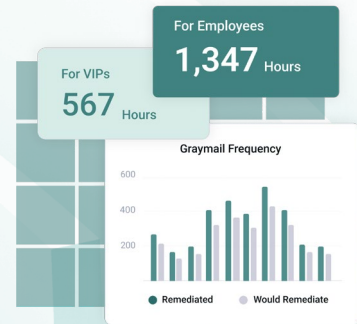 For Employees
1,347 Hours
For VIPs
567 Hours
Graymail Frequency
600
400
200
Remediated
Would Remediate